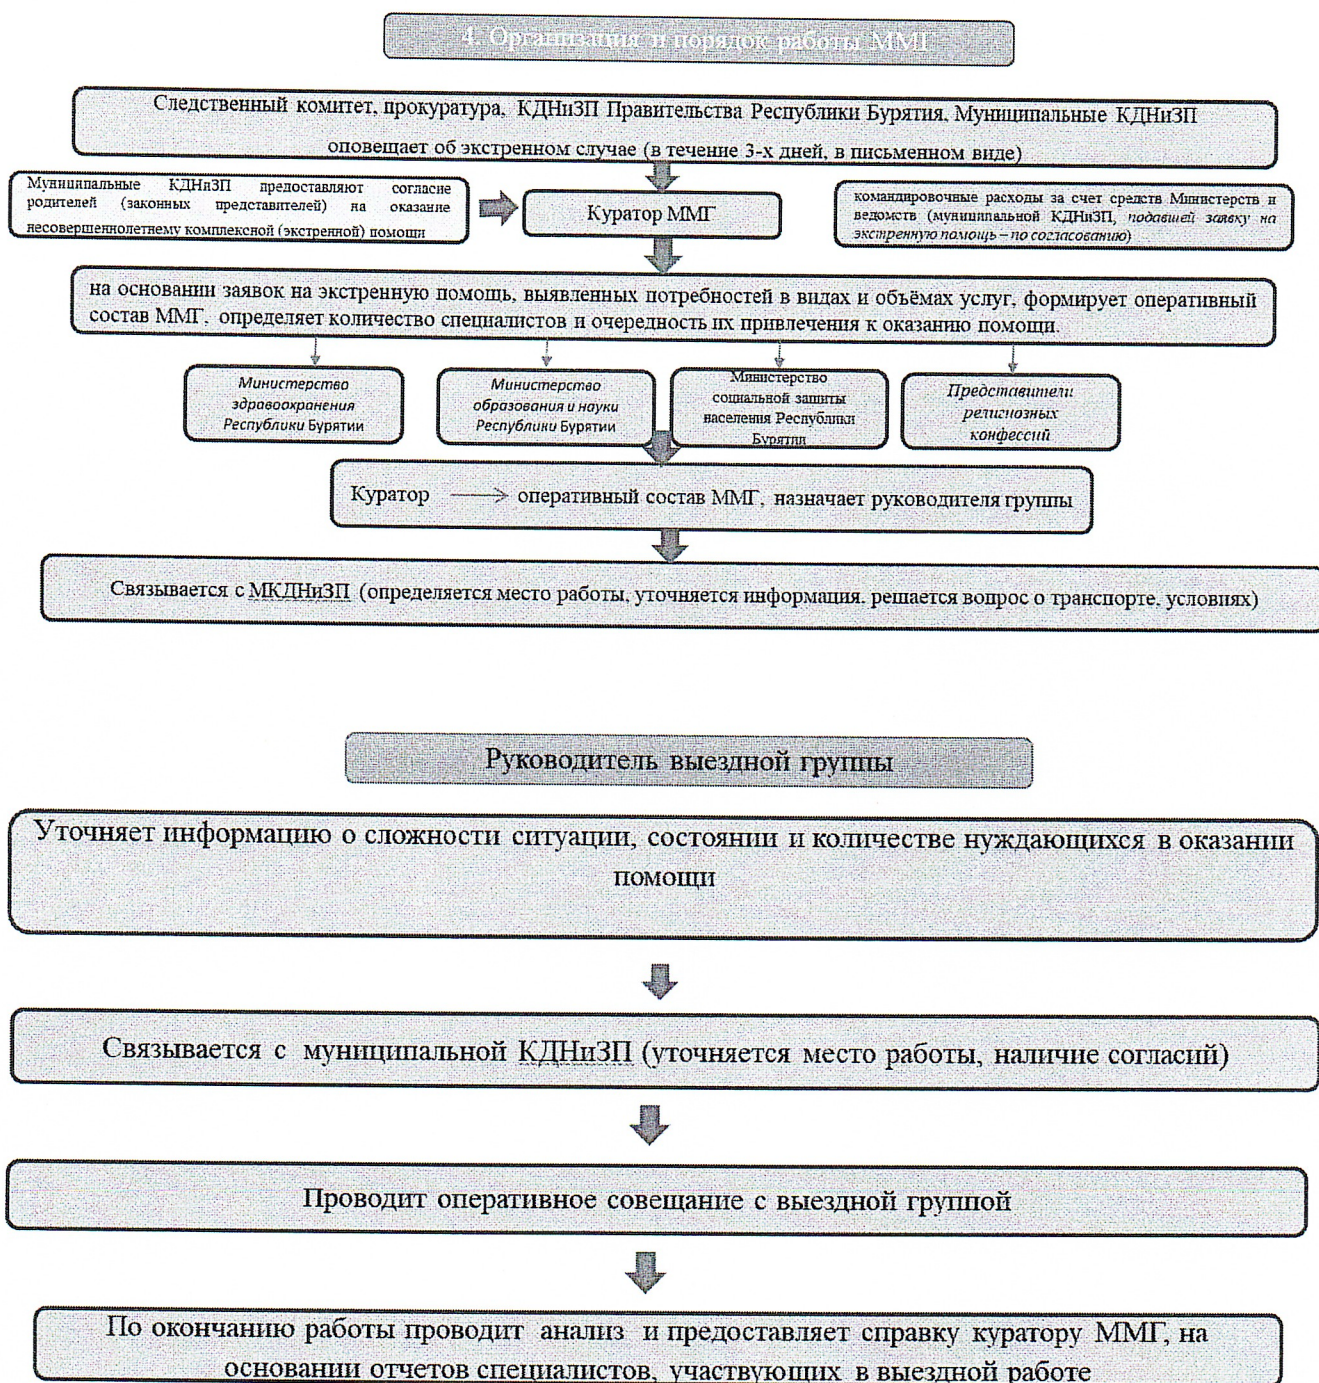 4. Организация и порядок работы ММГ
Следственный комитет, прокуратура, КДНиЗП Правительства Республики Бурятия, Муниципальные КДНиЗП
оповещает об экстренном случае (в течение 3-х дней, в письменном виде)
Муниципальные КДНиЗП предоставляют согласие
родителей (законных представителей) на оказание
несовершеннолетнему комплексной (экстренной) помощи
Куратор ММГ
командировочные расходы за счет средств Министерств и
ведомств (муниципальной КДНиЗП, подавшей заявку на
экстренную помощь – по согласованию)
на основании заявок на экстренную помощь, выявленных потребностей в видах и объёмах услуг, формирует оперативный
состав ММГ, определяет количество специалистов и очередность их привлечения к оказанию помощи.
Министерство
здравоохранения
Республики Бурятии
Министерство
образования и науки
Республики Бурятии
Министерство
социальной защиты
населения Республики
Бурятии
Представители
религиозных
конфессий
Куратор → оперативный состав ММГ, назначает руководителя группы
Связывается с МКДНиЗП (определяется место работы, уточняется информация, решается вопрос о транспорте, условиях)
Руководитель выездной группы
Уточняет информацию о сложности ситуации, состоянии и количестве нуждающихся в оказании
помощи
Связывается с муниципальной КДНиЗП (уточняется место работы, наличие согласий)
Проводит оперативное совещание с выездной группой
По окончанию работы проводит анализ и предоставляет справку куратору ММГ, на
основании отчетов специалистов, участвующих в выездной работе